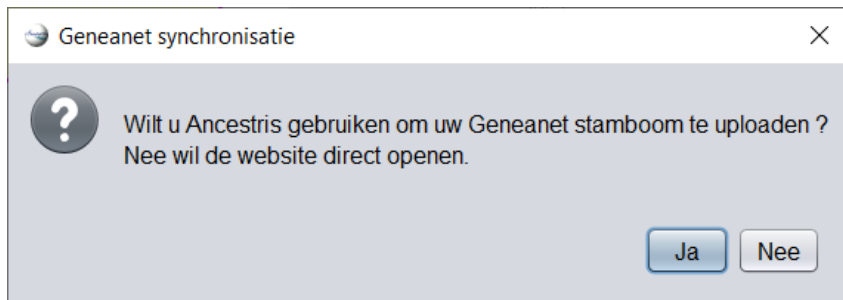 Geneanet synchronisatie
Wilt u Ancestris gebruiken om uw Geneanet stamboom te uploaden ?
Nee wil de website direct openen.
Ja Nee